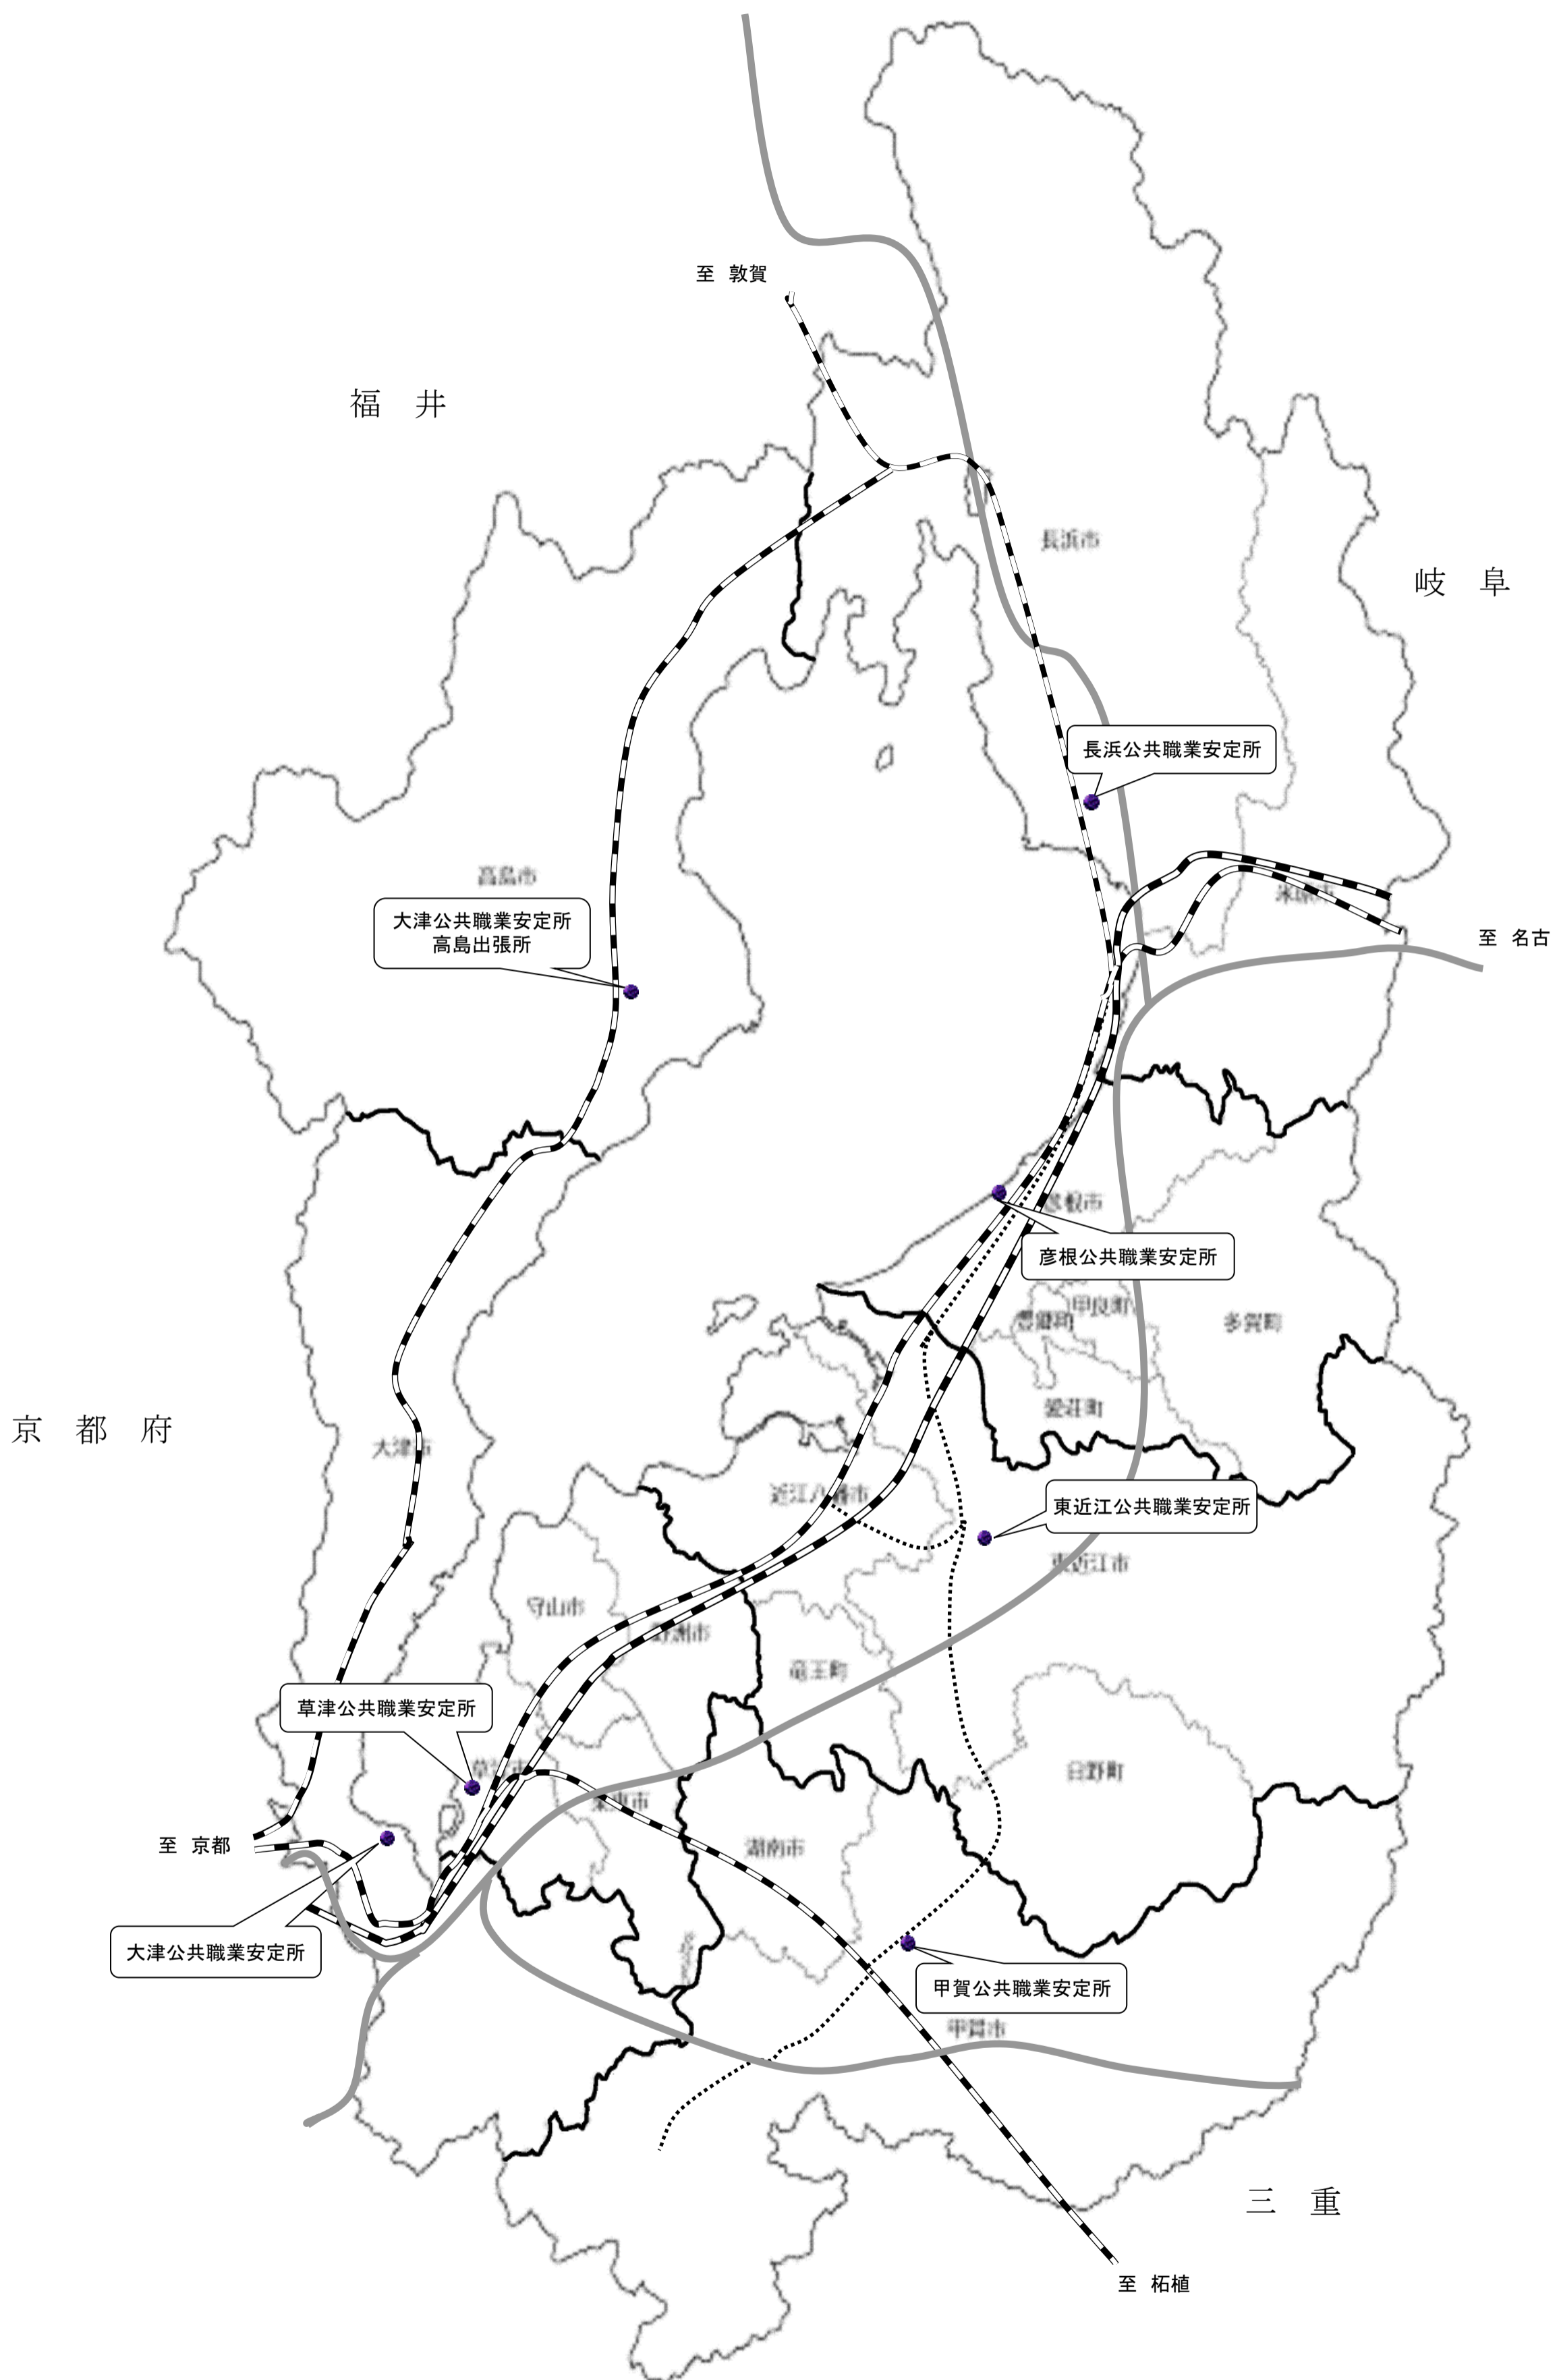 至 敦賀
福 井
長浜市
岐 阜
長浜公共職業安定所
高島市
米原市
大津公共職業安定所
高島出張所
至 名古
彦根市
彦根公共職業安定所
甲良町
豊郷町
多賀町
愛荘町
京 都 府
大津市
近江八幡市
東近江公共職業安定所
東近江市
守山市
野洲市
竜王町
草津公共職業安定所
草津市
日野町
栗東市
至 京都
湖南市
大津公共職業安定所
甲賀公共職業安定所
甲賀市
三 重
至 柘植